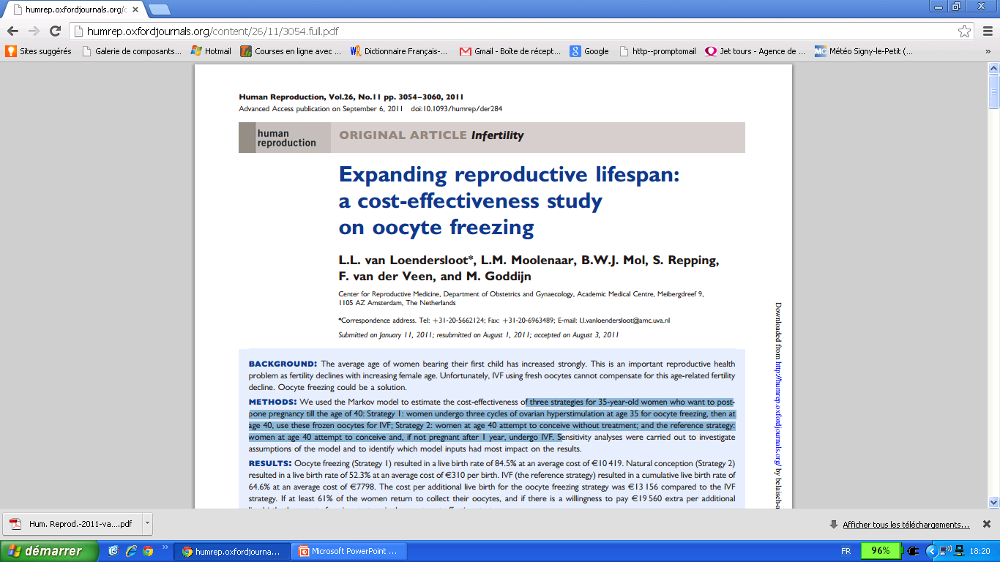 humrep.oxfordjournals.org/c
humrep.oxfordjournals.org/content/26/11/3054.full.pdf
Sites suggérés Galerie de composants... Hotmail Courses en ligne avec ... Dictionnaire Français-... Gmail - Boîte de récept... Google http--promptomail Jet tours - Agence de ... Météo Signy-le-Petit (... »
Human Reproduction, Vol.26, No.11 pp. 3054–3060, 2011
Advanced Access publication on September 6, 2011 doi:10.1093/humrep/der284
human
reproduction
ORIGINAL ARTICLE Infertility
Expanding reproductive lifespan:
a cost-effectiveness study
on oocyte freezing
L.L. van Loendersloot*, L.M. Moolenaar, B.W.J. Mol, S. Repping,
F. van der Veen, and M. Goddijn
Center for Reproductive Medicine, Department of Obstetrics and Gynaecology, Academic Medical Centre, Meibergdreef 9,
1105 AZ Amsterdam, The Netherlands
*Correspondence address. Tel: +31-20-5662124; Fax: +31-20-6963489; E-mail: l.l.vanloendersloot@amc.uva.nl
Submitted on January 11, 2011; resubmitted on August 1, 2011; accepted on August 3, 2011
BACKGROUND: The average age of women bearing their first child has increased strongly. This is an important reproductive health
problem as fertility declines with increasing female age. Unfortunately, IVF using fresh oocytes cannot compensate for this age-related fertility
decline. Oocyte freezing could be a solution.
METHODS: We used the Markov model to estimate the cost-effectiveness of three strategies for 35-year-old women who want to post-
pone pregnancy till the age of 40: Strategy 1: women undergo three cycles of ovarian hyperstimulation at age 35 for oocyte freezing, then at
age 40, use these frozen oocytes for IVF; Strategy 2: women at age 40 attempt to conceive without treatment; and the reference strategy:
women at age 40 attempt to conceive and, if not pregnant after 1 year, undergo IVF. Sensitivity analyses were carried out to investigate
assumptions of the model and to identify which model inputs had most impact on the results.
RESULTS: Oocyte freezing (Strategy 1) resulted in a live birth rate of 84.5% at an average cost of €10 419. Natural conception (Strategy 2)
resulted in a live birth rate of 52.3% at an average cost of €310 per birth. IVF (the reference strategy) resulted in a cumulative live birth rate of
64.6% at an average cost of €7798. The cost per additional live birth for the oocyte freezing strategy was €13 156 compared to the IVF
strategy. If at least 61% of the women return to collect their oocytes, and if there is a willingness to pay €19 560 extra per additional
Downloaded from http://humrep.oxfordjournals.org/ by belaisch-a
Hum. Reprod.-2011-va....pdf
Afficher tous les téléchargements...
démarrer » humrep.oxfordjourna... Microsoft PowerPoint ... FR 96% 18:20